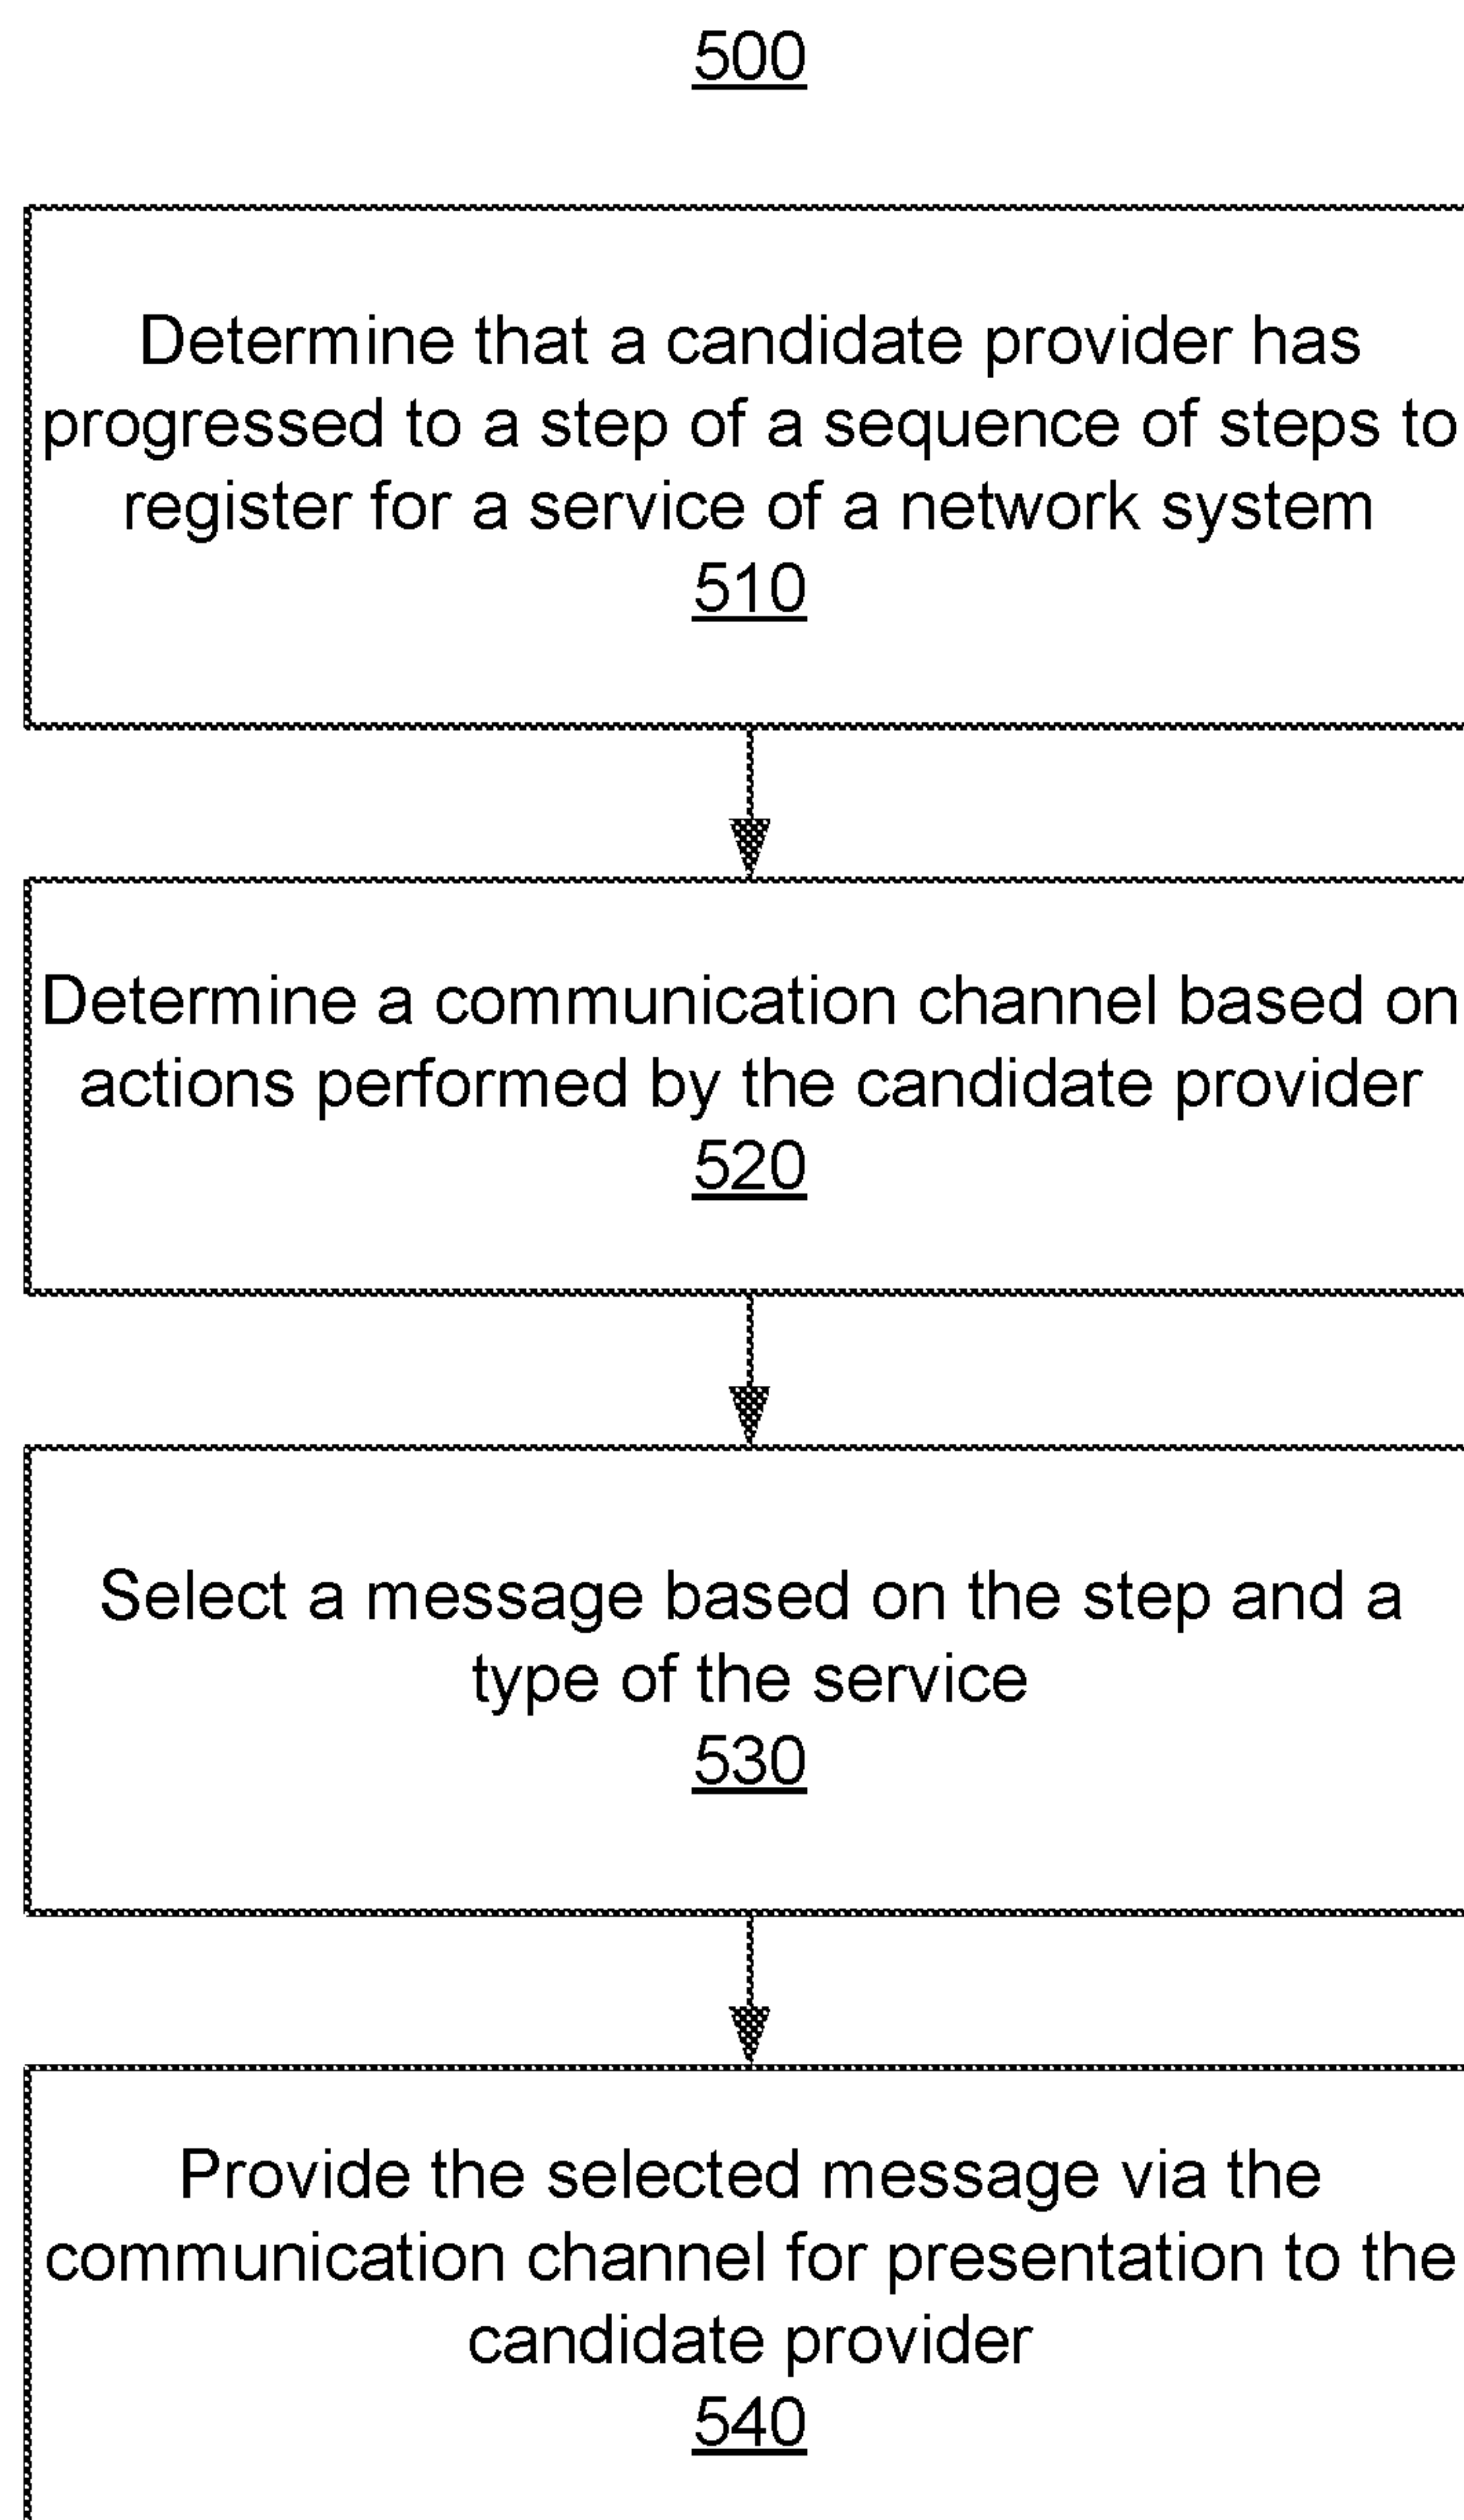 500
Determine that a candidate provider has
progressed to a step of a sequence of steps to
register for a service of a network system
510
Determine a communication channel based on
actions performed by the candidate provider
520
Select a message based on the step and a
type of the service
530
Provide the selected message via the
communication channel for presentation to the
candidate provider
540